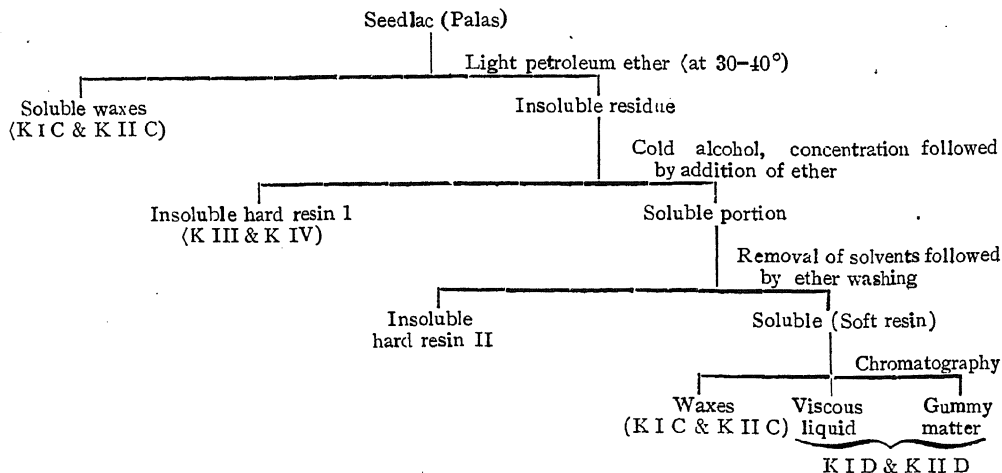 Seedlac (Palas)
Light petroleum ether (at 30–40°)
Soluble waxes
(K I C & K II C)
Insoluble residue
Cold alcohol, concentration followed
by addition of ether
Insoluble hard resin 1
(K III & K IV)
Soluble portion
Removal of solvents followed
by ether washing
Insoluble
hard resin II
Soluble (Soft resin)
Chromatography
Waxes
(K I C & K II C)
Viscous
liquid
Gummy
matter
K I D & K II D